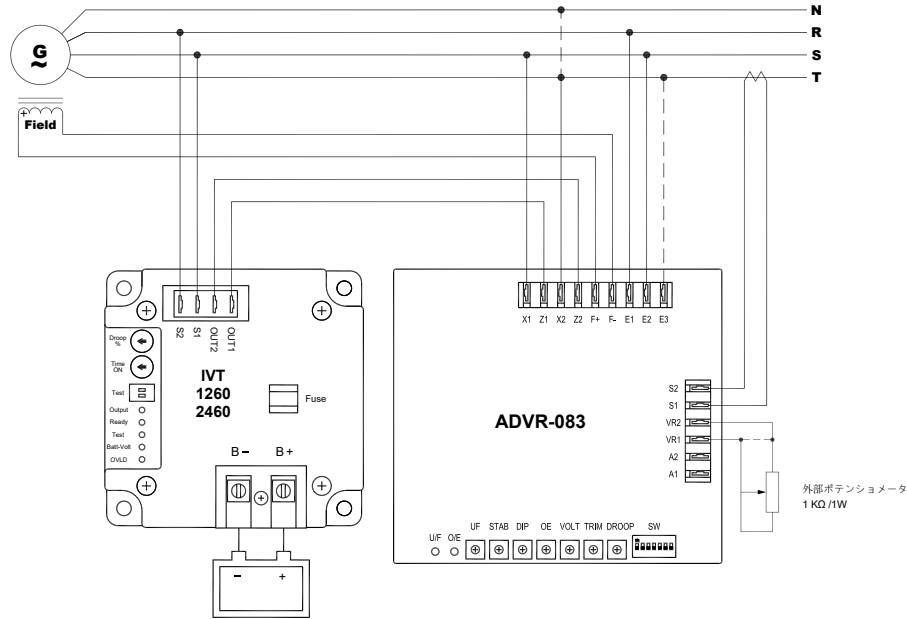 N
R
S
T
G
~
+
Field
X1 Z1 X2 Z2 F+ F- E1 E2 E3
S2 S1 OUT2 OUT1
Droop
%
Time
ON
Test
Output
Ready
Test
Batt-Volt
OVLD
IVT
1260
2460
Fuse
B- B+
- +
ADVR-083
S2
S1
VR2
VR1
A2
A1
外部ポテンショメータ
1 KΩ /1W
U/F O/E
UF STAB DIP OE VOLT TRIM DROOP SW